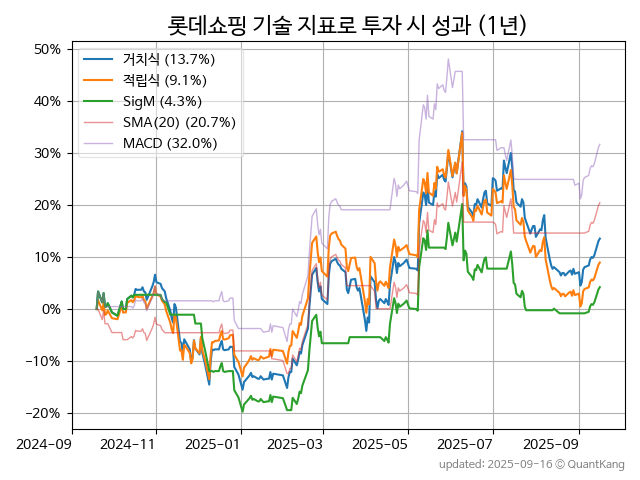 롯데쇼핑 기술 지표로 투자 시 성과 (1년)
거치식 (13.7%)
적립식 (9.1%)
SigM (4.3%)
SMA(20) (20.7%)
MACD (32.0%)
50%
40%
30%
20%
10%
0%
−10%
−20%
2024-09
2024-11
2025-01
2025-03
2025-05
2025-07
2025-09
updated: 2025-09-16 ⓒ QuantKang